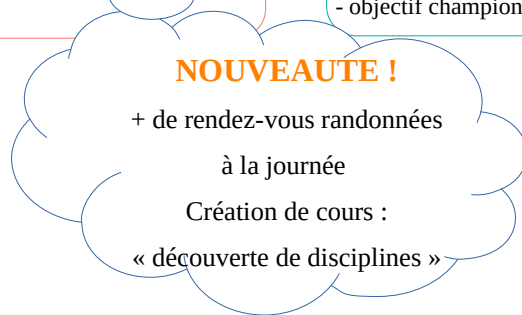 - objectif champion
NOUVEAUTE !
+ de rendez-vous randonnées
à la journée
Création de cours :
« découverte de disciplines »